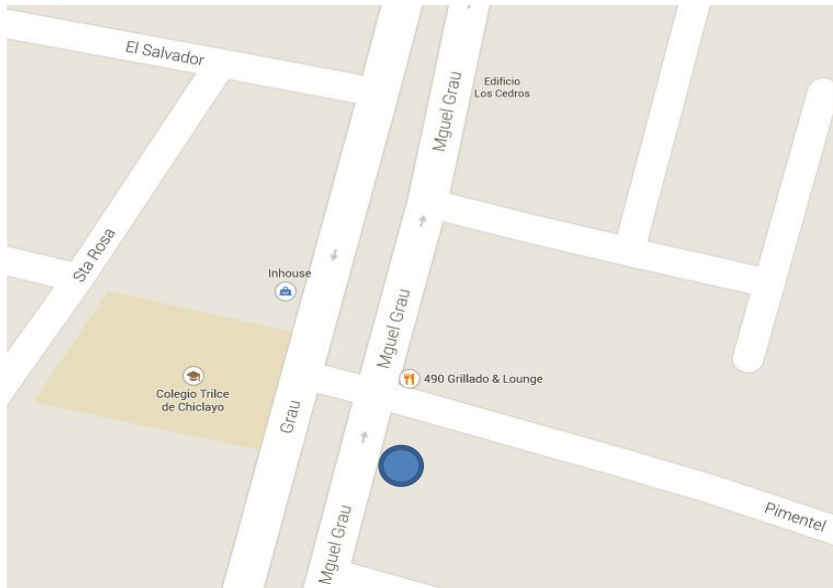 El Salvador
Edificio
Los Cedros
Mguel Grau
Sta Rosa
Inhouse
Mguel Grau
490 Grillado & Lounge
Colegio Trilce
de Chiclayo
Grau
Mguel Grau
Pimentel